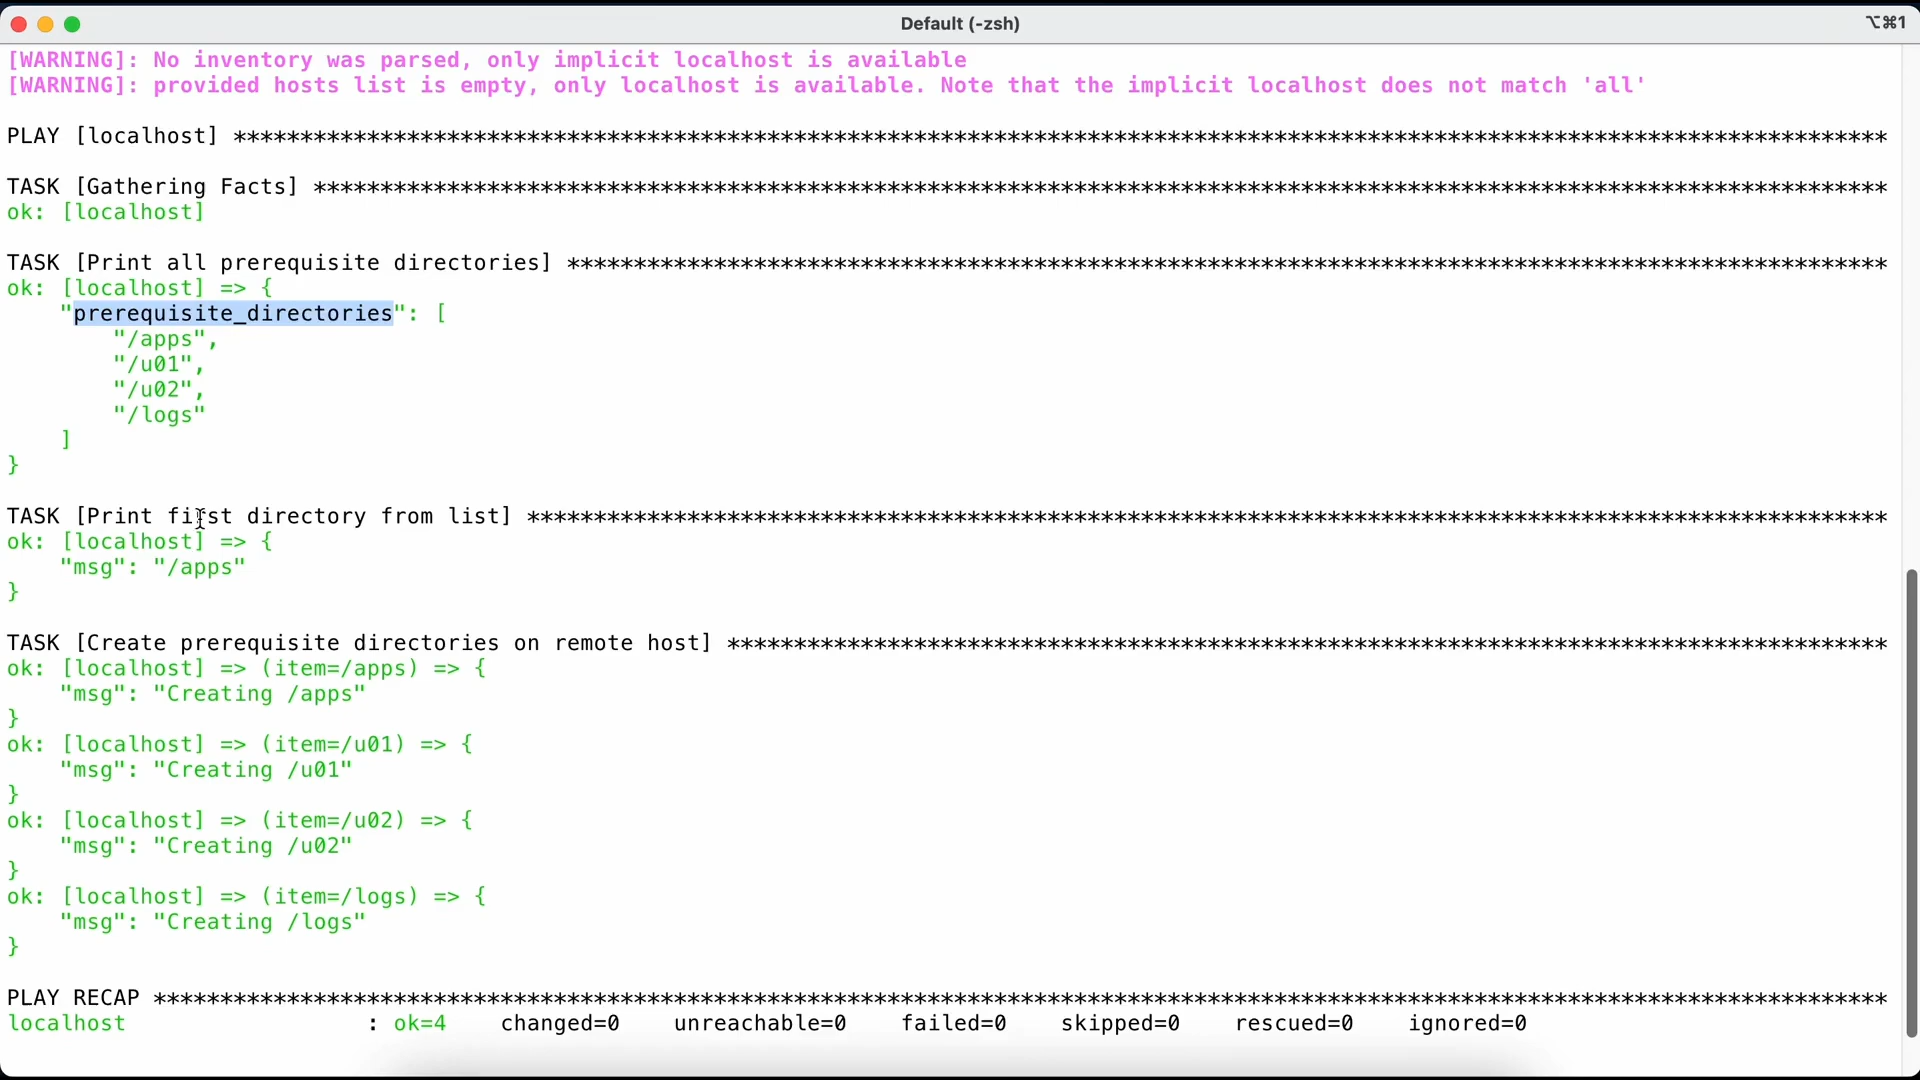 Default (-zsh)
⌥⌘1
[WARNING]: No inventory was parsed, only implicit localhost is available
[WARNING]: provided hosts list is empty, only localhost is available. Note that the implicit localhost does not match 'all'
PLAY [localhost] ****************************************************************************************************************************
TASK [Gathering Facts] **********************************************************************************************************************
ok: [localhost]
TASK [Print all prerequisite directories] ***************************************************************************************************
ok: [localhost] => {
    "prerequisite_directories": [
        "/apps",
        "/u01",
        "/u02",
        "/logs"
    ]
}
TASK [Print first directory from list] ******************************************************************************************************
ok: [localhost] => {
    "msg": "/apps"
}
TASK [Create prerequisite directories on remote host] ***************************************************************************************
ok: [localhost] => (item=/apps) => {
    "msg": "Creating /apps"
}
ok: [localhost] => (item=/u01) => {
    "msg": "Creating /u01"
}
ok: [localhost] => (item=/u02) => {
    "msg": "Creating /u02"
}
ok: [localhost] => (item=/logs) => {
    "msg": "Creating /logs"
}
PLAY RECAP **********************************************************************************************************************************
localhost                  : ok=4    changed=0    unreachable=0    failed=0    skipped=0    rescued=0    ignored=0